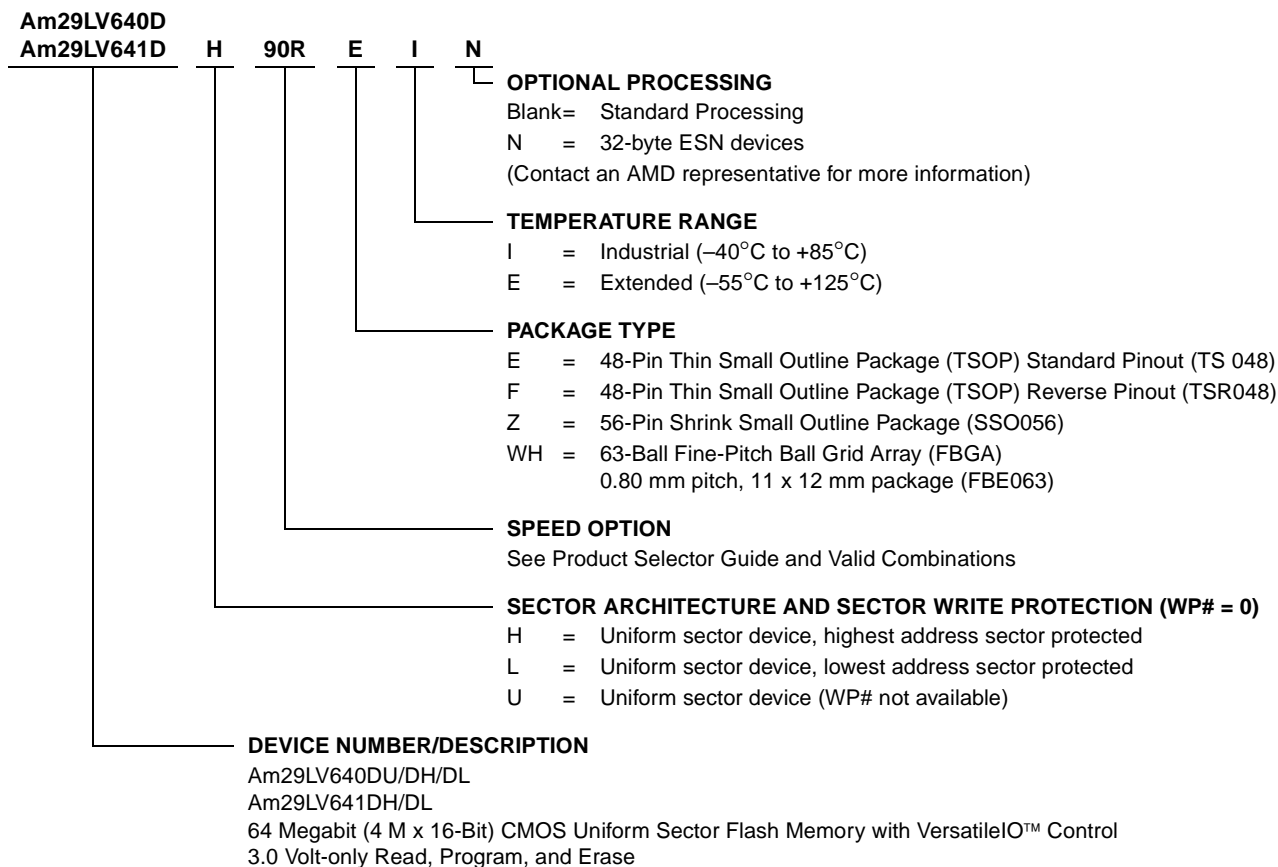 Am29LV640D
Am29LV641D H 90R E I N
OPTIONAL PROCESSING
Blank= Standard Processing
N = 32-byte ESN devices
(Contact an AMD representative for more information)
TEMPERATURE RANGE
I = Industrial (–40°C to +85°C)
E = Extended (–55°C to +125°C)
PACKAGE TYPE
E = 48-Pin Thin Small Outline Package (TSOP) Standard Pinout (TS 048)
F = 48-Pin Thin Small Outline Package (TSOP) Reverse Pinout (TSR048)
Z = 56-Pin Shrink Small Outline Package (SSO056)
WH = 63-Ball Fine-Pitch Ball Grid Array (FBGA)
0.80 mm pitch, 11 x 12 mm package (FBE063)
SPEED OPTION
See Product Selector Guide and Valid Combinations
SECTOR ARCHITECTURE AND SECTOR WRITE PROTECTION (WP# = 0)
H = Uniform sector device, highest address sector protected
L = Uniform sector device, lowest address sector protected
U = Uniform sector device (WP# not available)
DEVICE NUMBER/DESCRIPTION
Am29LV640DU/DH/DL
Am29LV641DH/DL
64 Megabit (4 M x 16-Bit) CMOS Uniform Sector Flash Memory with VersatileIO™ Control
3.0 Volt-only Read, Program, and Erase